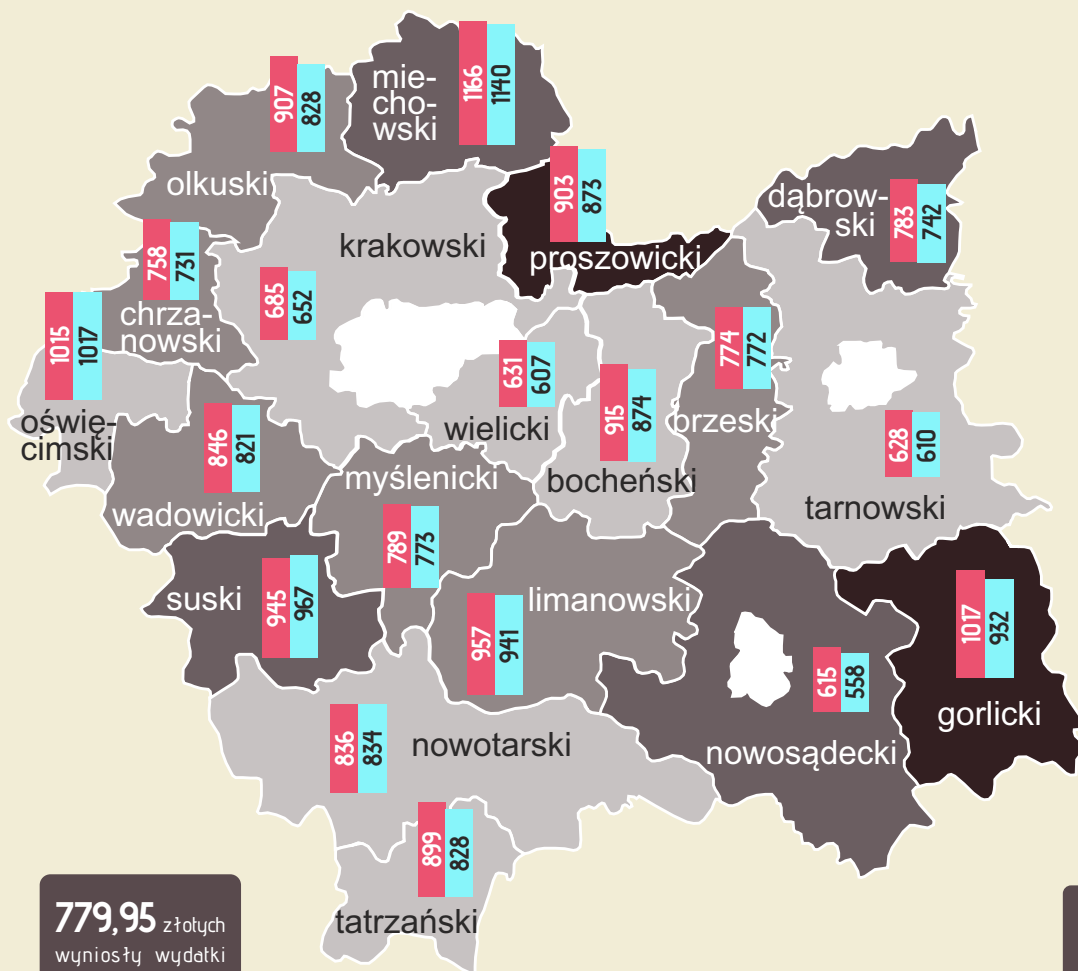 1166
1140
mie-
cho-
wski
907
828
olkuski
903
873
proszowicki
dąbrow-
ski
783
742
krakowski
685
652
758
731
chrza-
nowski
1015
1017
oświę-
cimski
631
607
wielicki
915
874
bocheński
774
772
brzeski
628
610
tarnowski
846
821
wadowicki
myślenicki
789
773
suski
945
967
limanowski
957
941
615
558
nowosądecki
1017
932
gorlicki
836
834
nowotarski
899
828
tatrzański
779,95 złotych
wyniosły wydatki